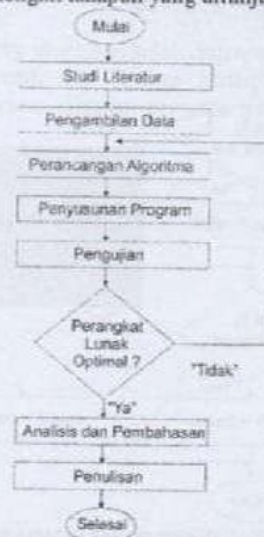 Mulai
Studi Literatur
Pengambilan Data
Perancangan Algoritma
Penyusunan Program
Pengujian
Perangkat
Lunak
Optimal ?
"Tidak"
"Ya"
Analisis dan Pembahasan
Penulisan
Selesai